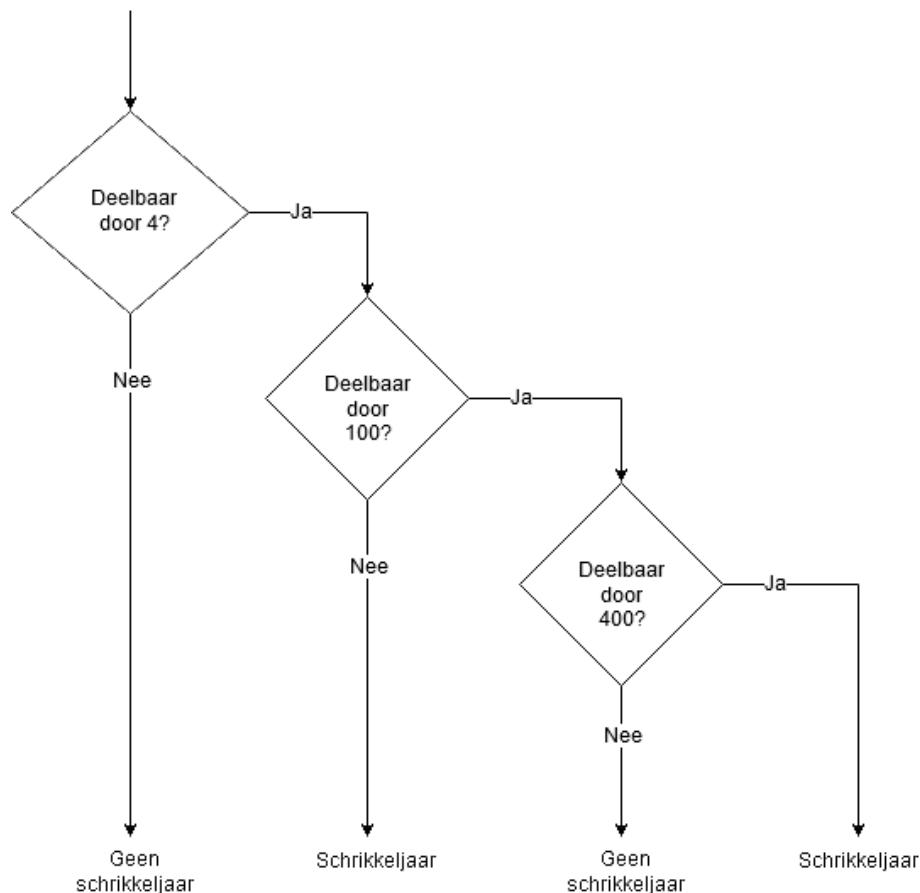 Deelbaar
door 4?
Ja
Nee
Deelbaar
door
100?
Ja
Nee
Deelbaar
door
400?
Ja
Nee
Geen
schrikkeljaar
Schrikkeljaar
Geen
schrikkeljaar
Schrikkeljaar